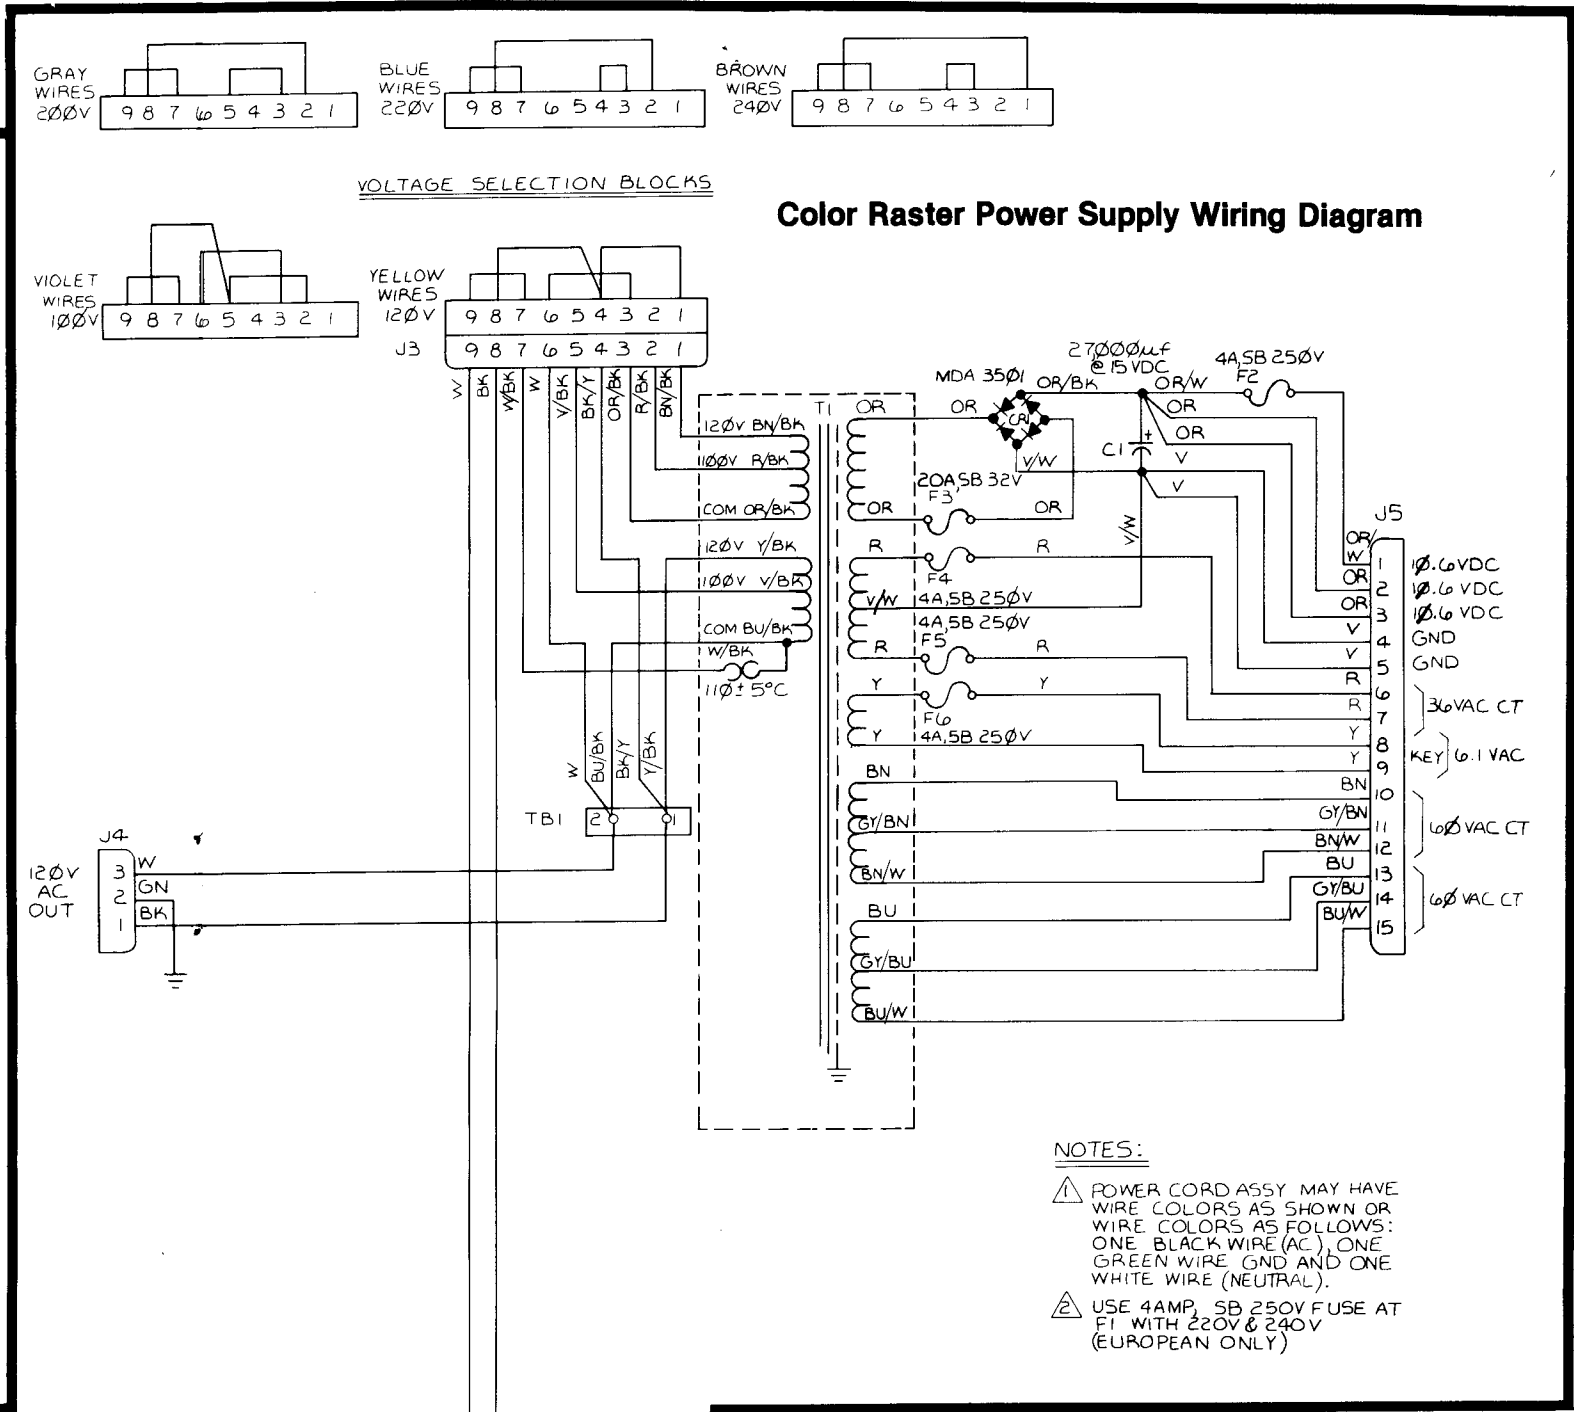 GRAY
WIRES
200V
9 8 7 6 5 4 3 2 1
BLUE
WIRES
220V
9 8 7 6 5 4 3 2 1
BROWN
WIRES
240V
9 8 7 6 5 4 3 2 1
VOLTAGE SELECTION BLOCKS
Color Raster Power Supply Wiring Diagram
VIOLET
WIRES
100V
9 8 7 6 5 4 3 2 1
YELLOW
WIRES
120V
9 8 7 6 5 4 3 2 1
J3
9 8 7 6 5 4 3 2 1
W
BK
W/BK
W
V/BK
BK/Y
OR/BK
R/BK
BN/BK
120V BN/BK
100V R/BK
COM OR/BK
120V Y/BK
100V V/BK
COM BU/BK
W/BK
110±5°C
T1
OR
OR
MDA 3501
CR1
OR/BK
27,000µf
@ 15 VDC
OR/W
4A,SB 250V
F2
OR
OR
C1
+
V
V
V/W
20A,SB 32V
F3
OR
OR
V/W
R
F4
R
V/W
4A,SB 250V
4A,SB 250V
F5
R
R
Y
Y
F6
Y
4A,SB 250V
BN
GY/BN
BN/W
BU
GY/BU
BU/W
J5
OR/
W
1
10.6VDC
OR
2
10.6 VDC
OR
3
10.6 VDC
V
4
GND
V
5
GND
R
6
R
7
36VAC CT
Y
8
Y
9
KEY
6.1 VAC
BN
10
GY/BN
11
BN/W
12
60VAC CT
BU
13
GY/BU
14
BU/W
15
60VAC CT
W
BU/BK
BK/Y
Y/BK
TB1
2
1
J4
120V
AC
OUT
3
W
2
GN
1
BK
NOTES:
1 POWER CORD ASSY MAY HAVE
WIRE COLORS AS SHOWN OR
WIRE COLORS AS FOLLOWS:
ONE BLACK WIRE (AC), ONE
GREEN WIRE GND AND ONE
WHITE WIRE (NEUTRAL).
2 USE 4AMP, SB 250V FUSE AT
F1 WITH 220V & 240V
(EUROPEAN ONLY)